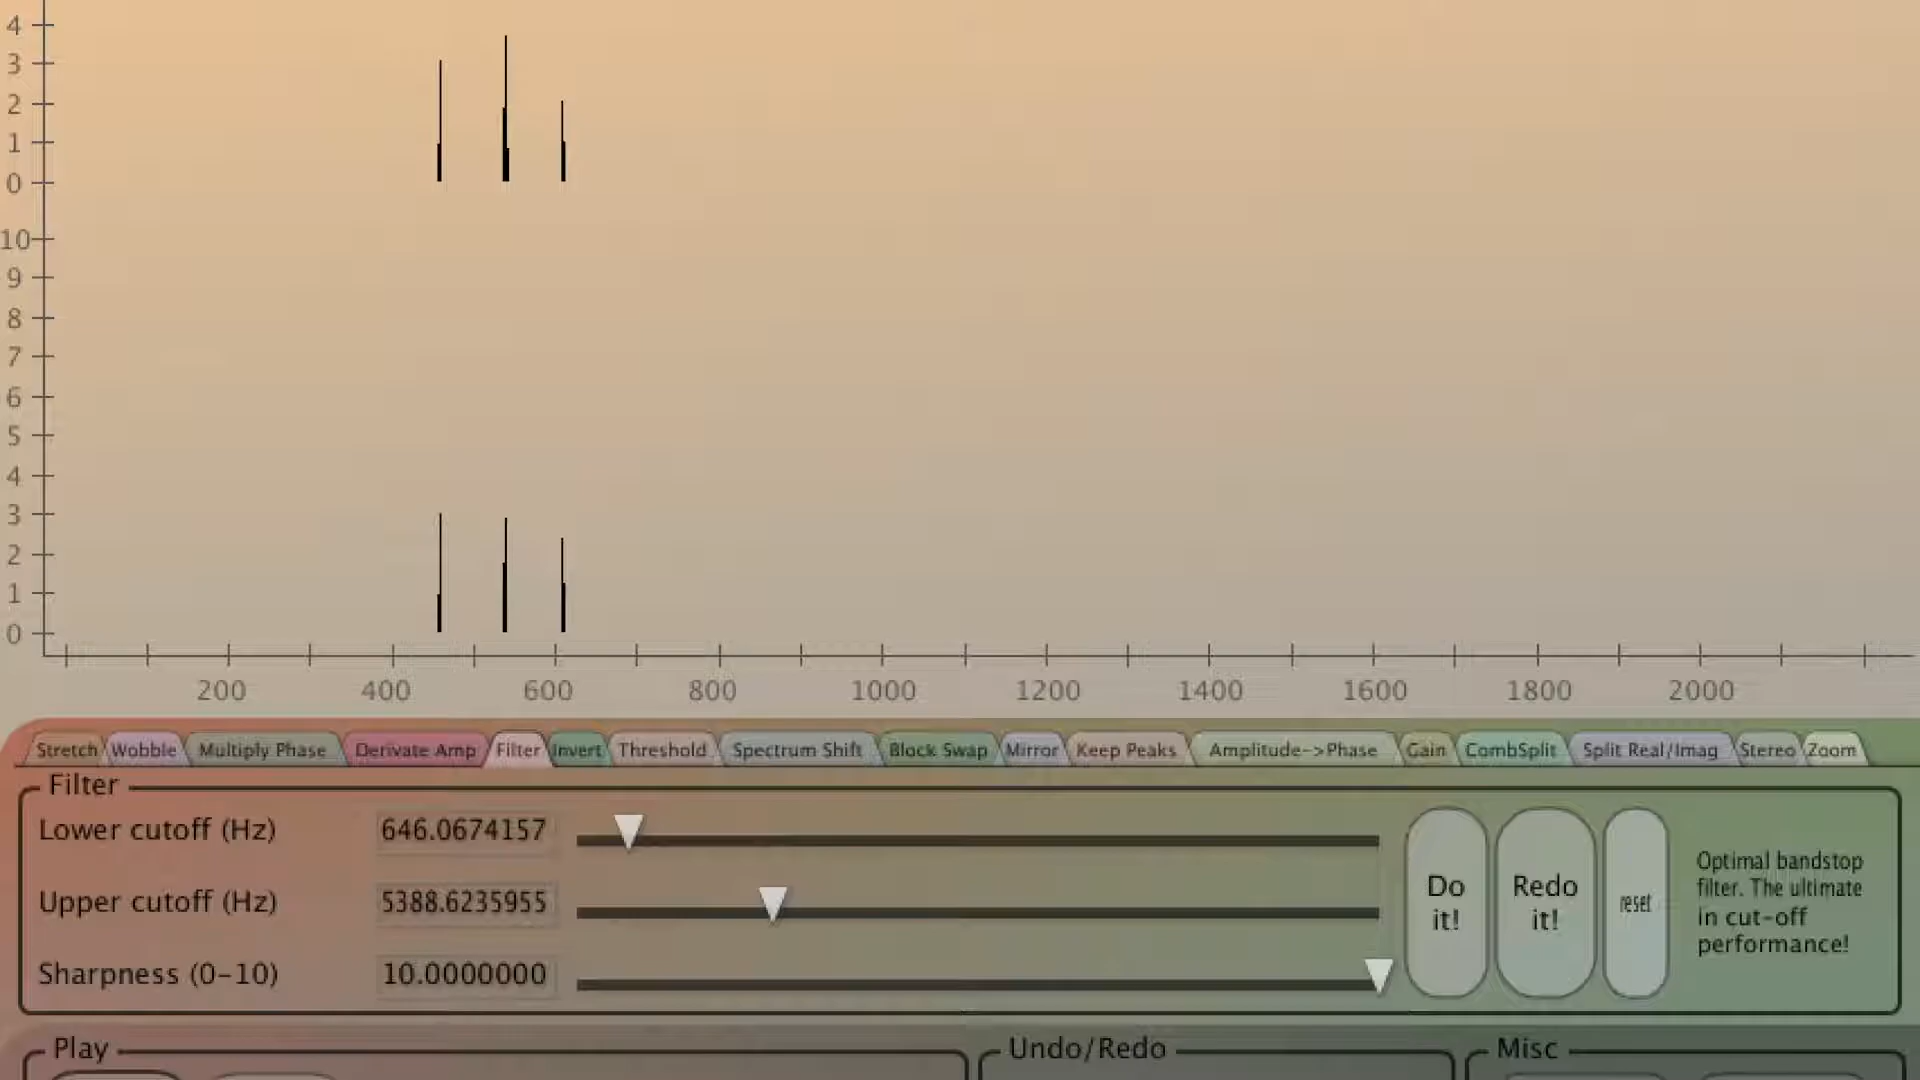 4
3
2
1
0
10
9
8
7
6
5
4
3
2
1
0
200 400 600 800 1000 1200 1400 1600 1800 2000
Stretch Wobble Multiply Phase Derivate Amp Filter Invert Threshold Spectrum Shift Block Swap Mirror Keep Peaks Amplitude->Phase Gain CombSplit Split Real/Imag Stereo Zoom
Filter
Lower cutoff (Hz) 646.0674157
Upper cutoff (Hz) 5388.6235955
Sharpness (0-10) 10.0000000
Do
it!
Redo
it!
reset
Optimal bandstop
filter. The ultimate
in cut-off
performance!
Play Undo/Redo Misc